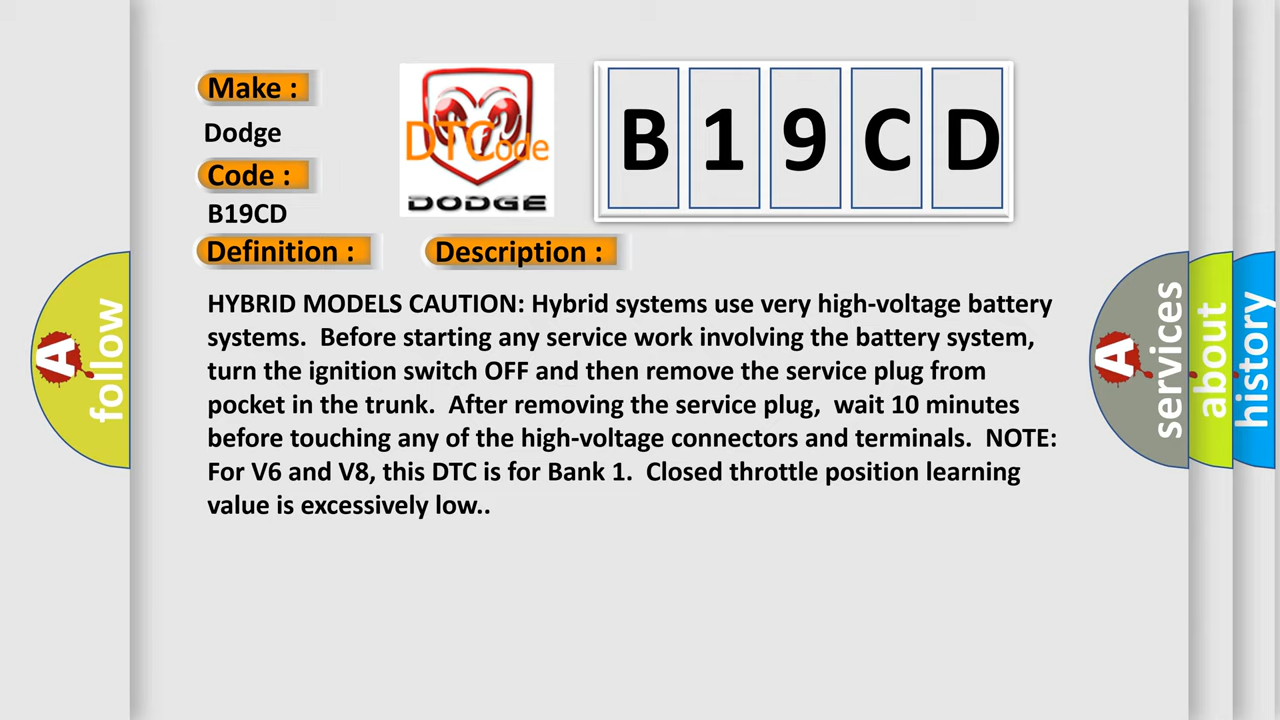 Make :
Dodge
Code :
B19CD
Definition :
Description :
DTCode
DODGE
B 1 9 C D
HYBRID MODELS CAUTION: Hybrid systems use very high-voltage battery
systems. Before starting any service work involving the battery system,
turn the ignition switch OFF and then remove the service plug from
pocket in the trunk. After removing the service plug, wait 10 minutes
before touching any of the high-voltage connectors and terminals. NOTE:
For V6 and V8, this DTC is for Bank 1. Closed throttle position learning
value is excessively low..
A follow
A services
about
history